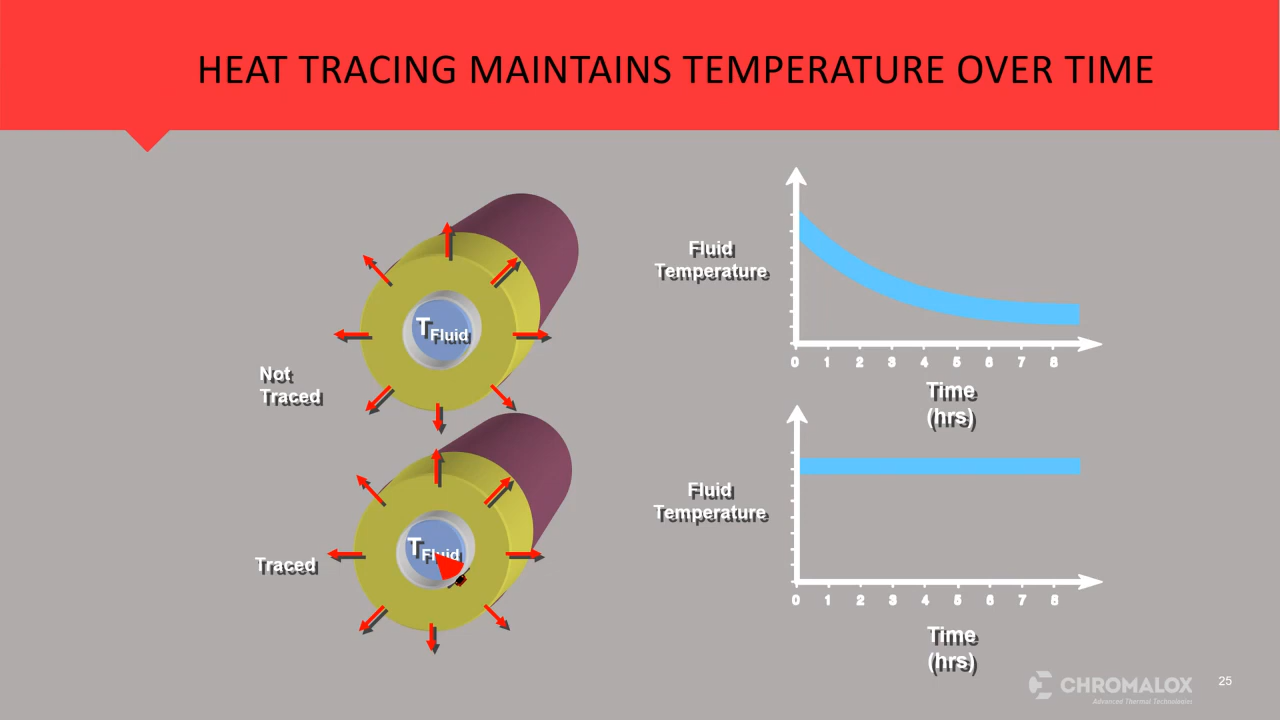 HEAT TRACING MAINTAINS TEMPERATURE OVER TIME
TFluid
Not
Traced
Fluid
Temperature
0 1 2 3 4 5 6 7 8
Time
(hrs)
TFluid
Traced
Fluid
Temperature
0 1 2 3 4 5 6 7 8
Time
(hrs)
CHROMALOX
Advanced Thermal Technologies
25